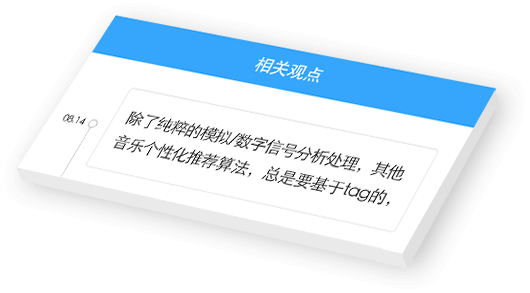 相关观点
08.14
除了纯粹的模拟/数字信号分析处理，其他
音乐个性化推荐算法，总是要基于tag的，